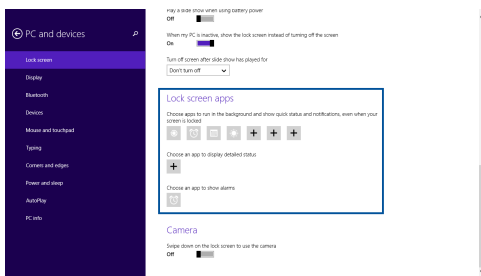 Play a slide show when using battery power
Off
PC and devices
When my PC is inactive, show the lock screen instead of turning off the screen
On
Lock screen
Turn off screen after slide show has played for
Don't turn off
Display
Bluetooth
Lock screen apps
Devices
Choose apps to run in the background and show quick status and notifications, even when your
screen is locked
Mouse and touchpad
Typing
Choose an app to display detailed status
Corners and edges
Power and sleep
Choose an app to show alarms
AutoPlay
PC info
Camera
Swipe down on the lock screen to use the camera
Off